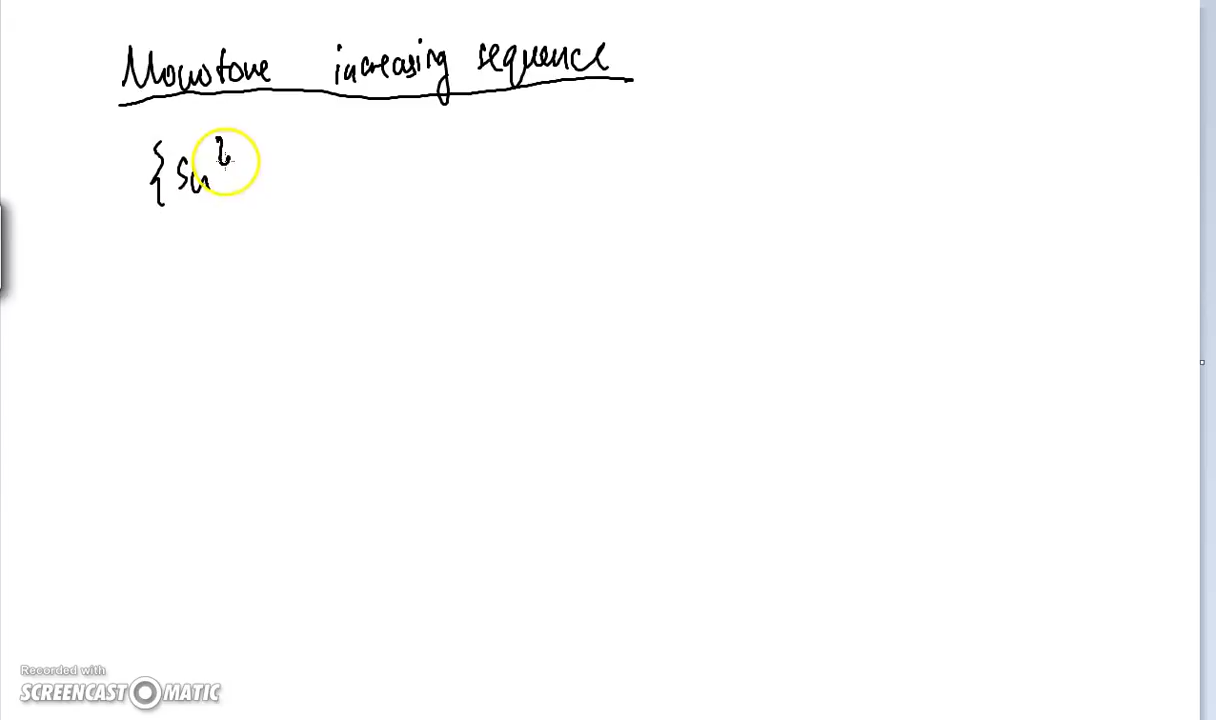 Monotone increasing sequence
{Sn
Recorded with
SCREENCAST MATIC